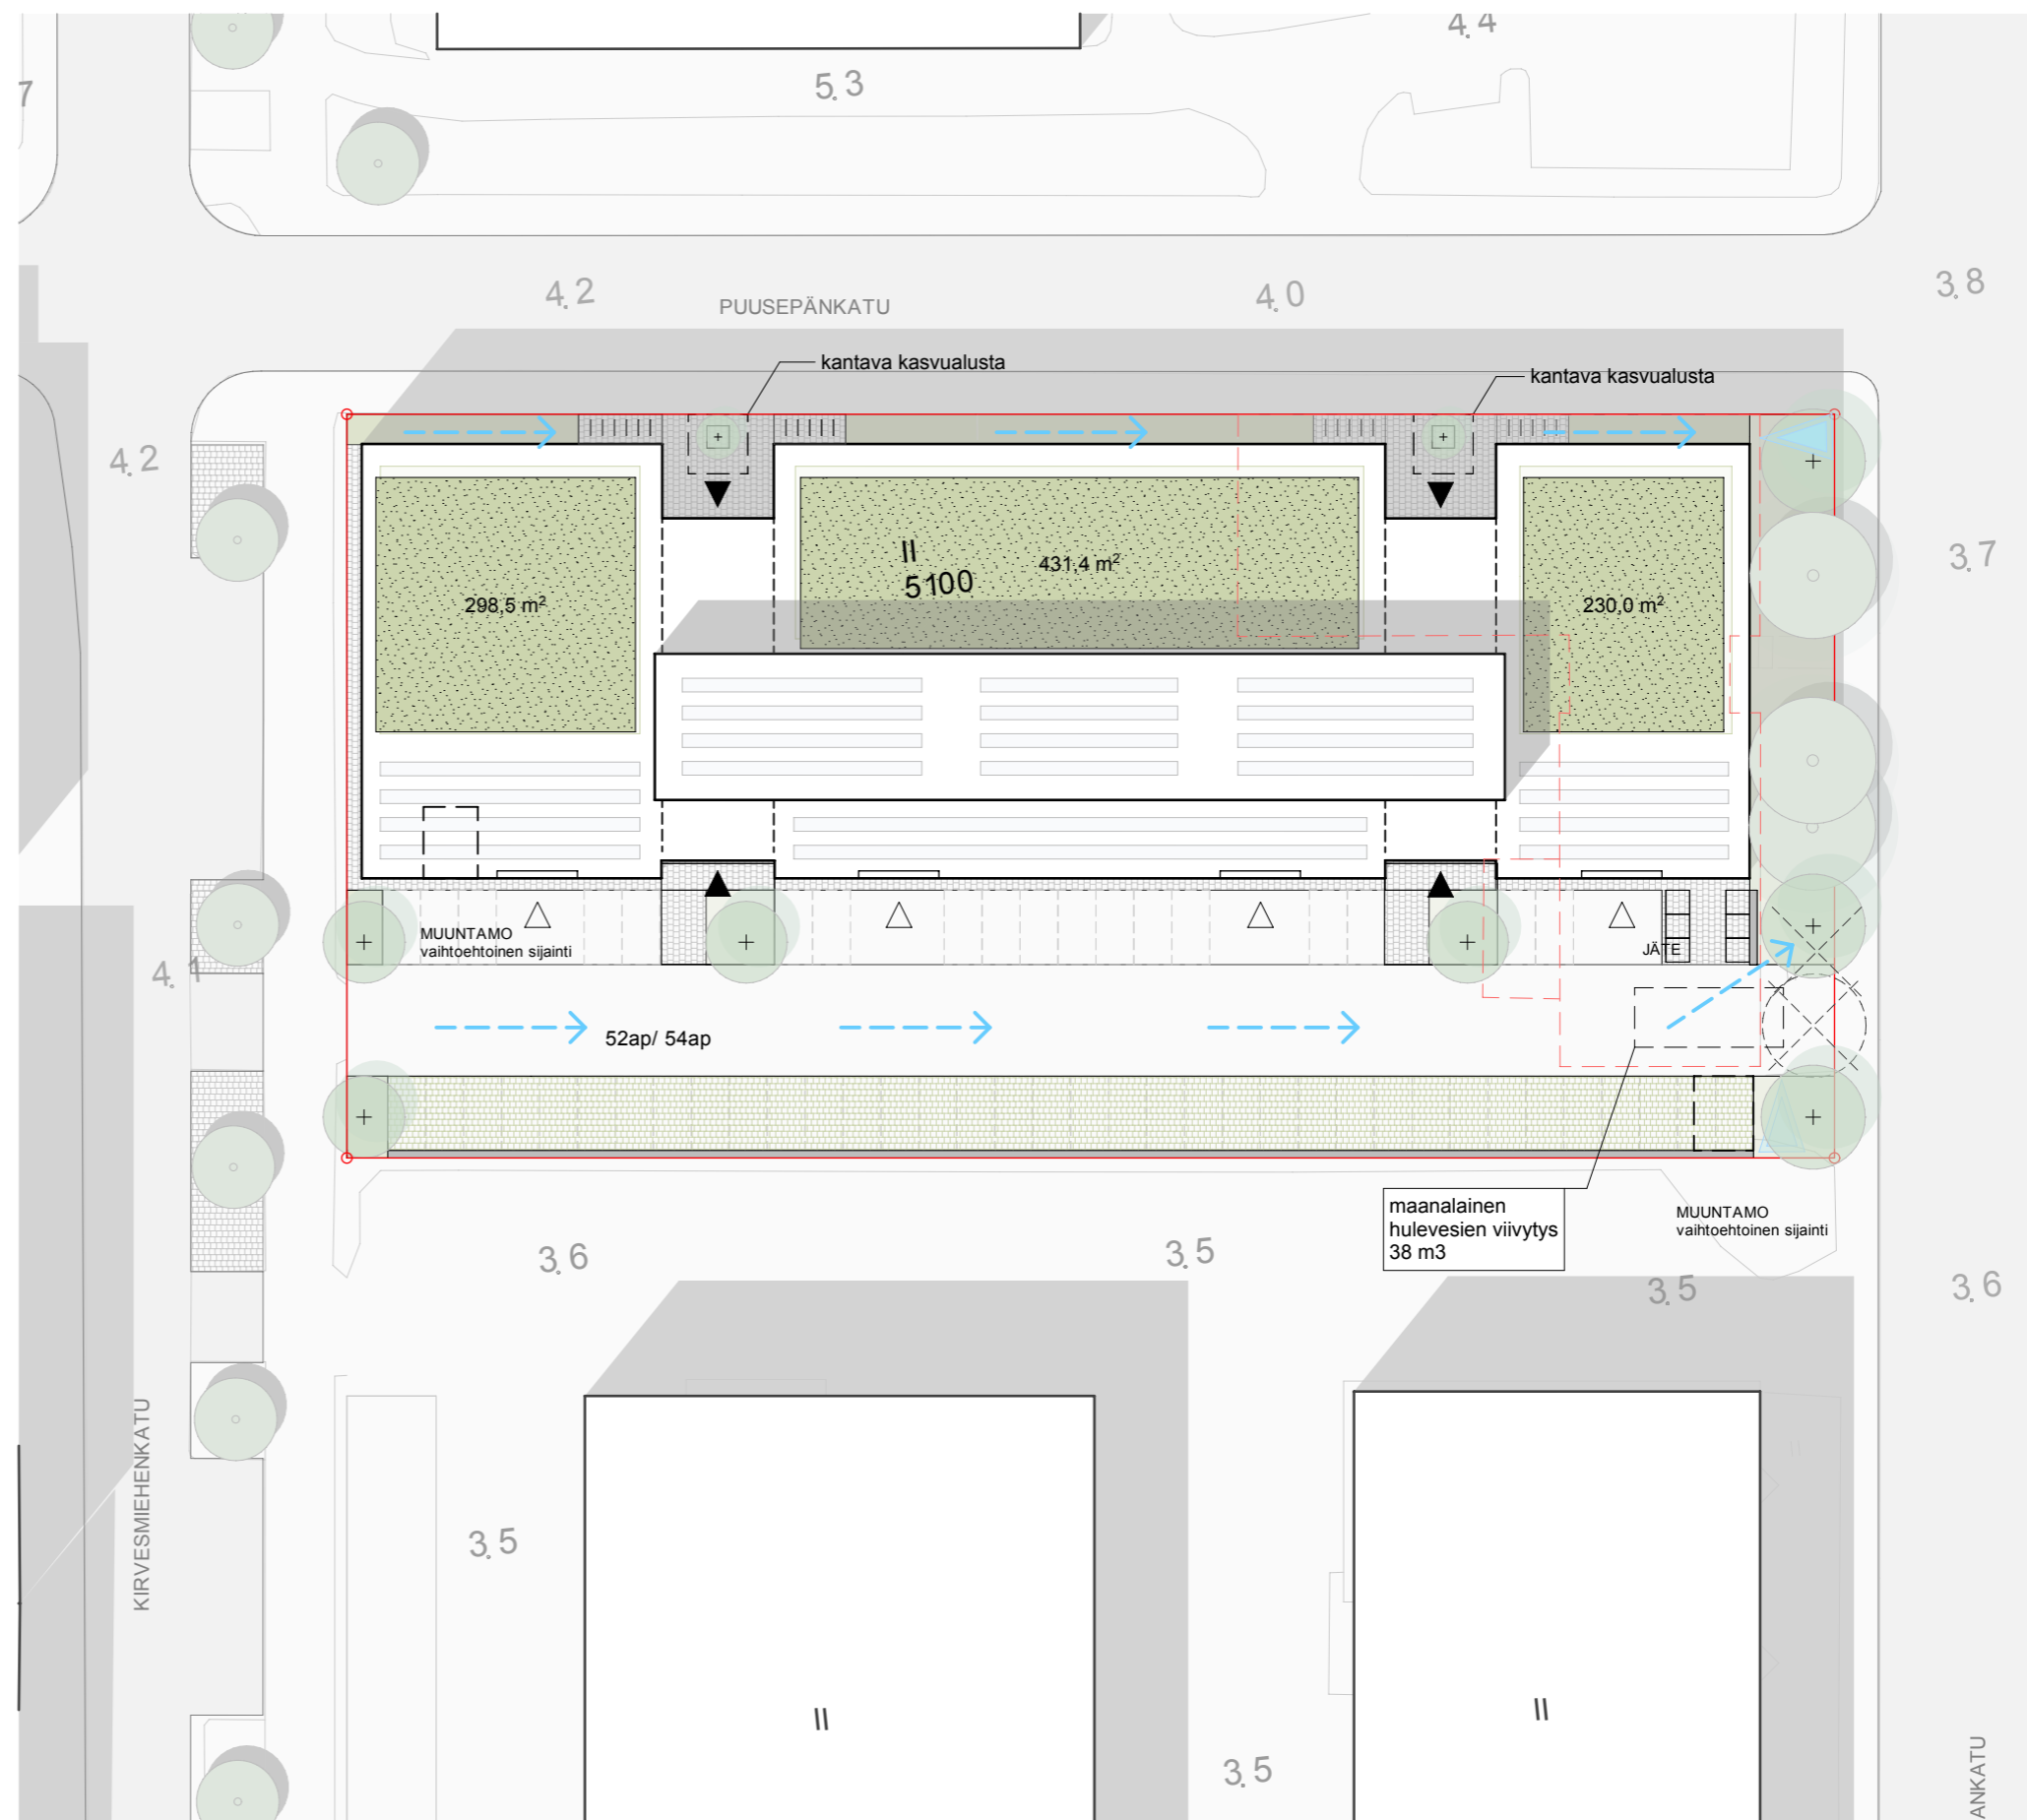 4.4
5.3
7
4.2
PUUSEPÄNKATU
4.0
3.8
kantava kasvualusta
kantava kasvualusta
4.2
II
5100
431,4 m²
3.7
298,5 m²
230,0 m²
MUUNTAMO
vaihtoehtoinen sijainti
JÄTE
4.1
52ap/ 54ap
maanalainen
hulevesien viivytys
38 m3
MUUNTAMO
vaihtoehtoinen sijainti
3.6
3.5
3.5
3.6
KIRVESMIEHENKATU
3.5
II
II
II
3.5
ANKATU